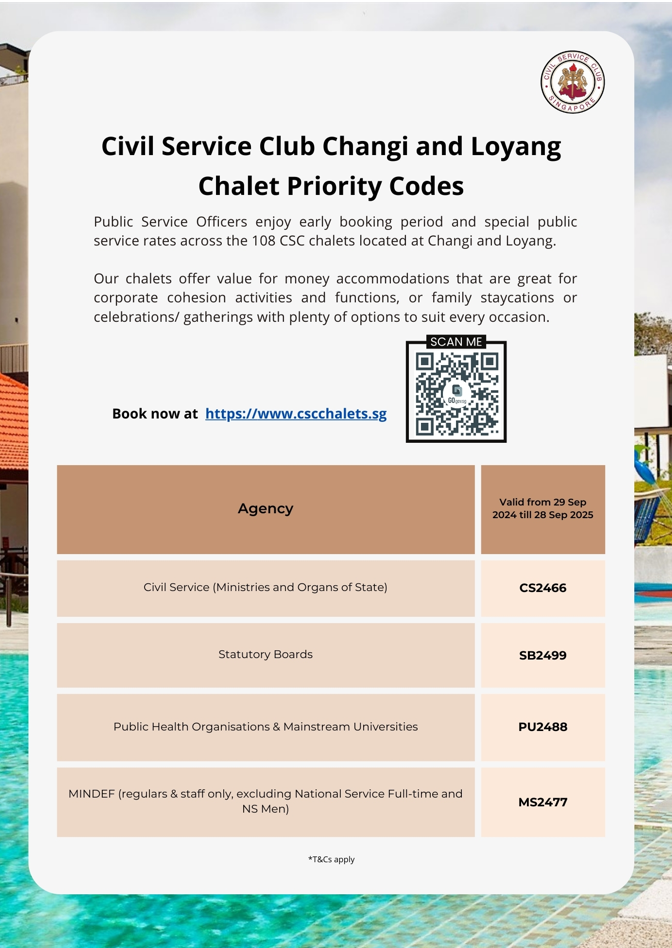 CIVIL SERVICE CLUB
SINGAPORE
Civil Service Club Changi and Loyang
Chalet Priority Codes
Public Service Officers enjoy early booking period and special public
service rates across the 108 CSC chalets located at Changi and Loyang.
Our chalets offer value for money accommodations that are great for
corporate cohesion activities and functions, or family staycations or
celebrations/ gatherings with plenty of options to suit every occasion.
SCAN ME
Book now at https://www.cscchalets.sg
Agency
Valid from 29 Sep
2024 till 28 Sep 2025
Civil Service (Ministries and Organs of State)
CS2466
Statutory Boards
SB2499
Public Health Organisations & Mainstream Universities
PU2488
MINDEF (regulars & staff only, excluding National Service Full-time and
NS Men)
MS2477
*T&Cs apply